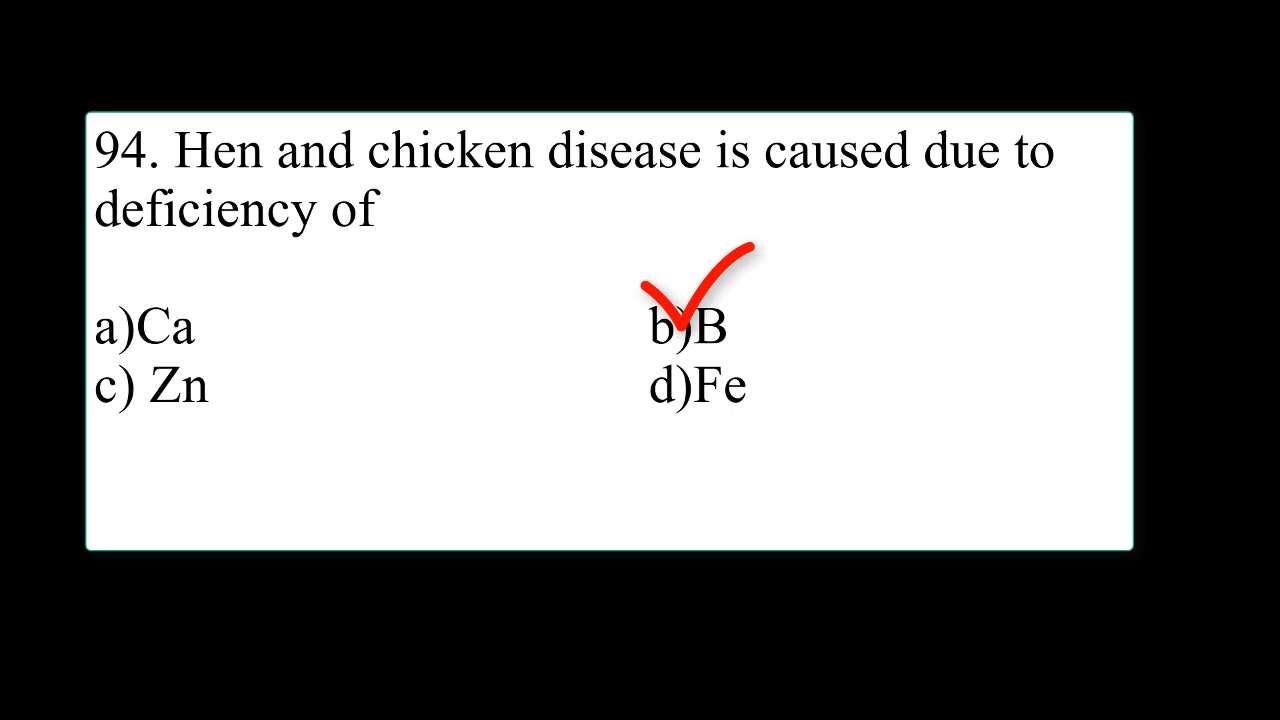 94. Hen and chicken disease is caused due to
deficiency of
a)Ca b)B
c) Zn d)Fe